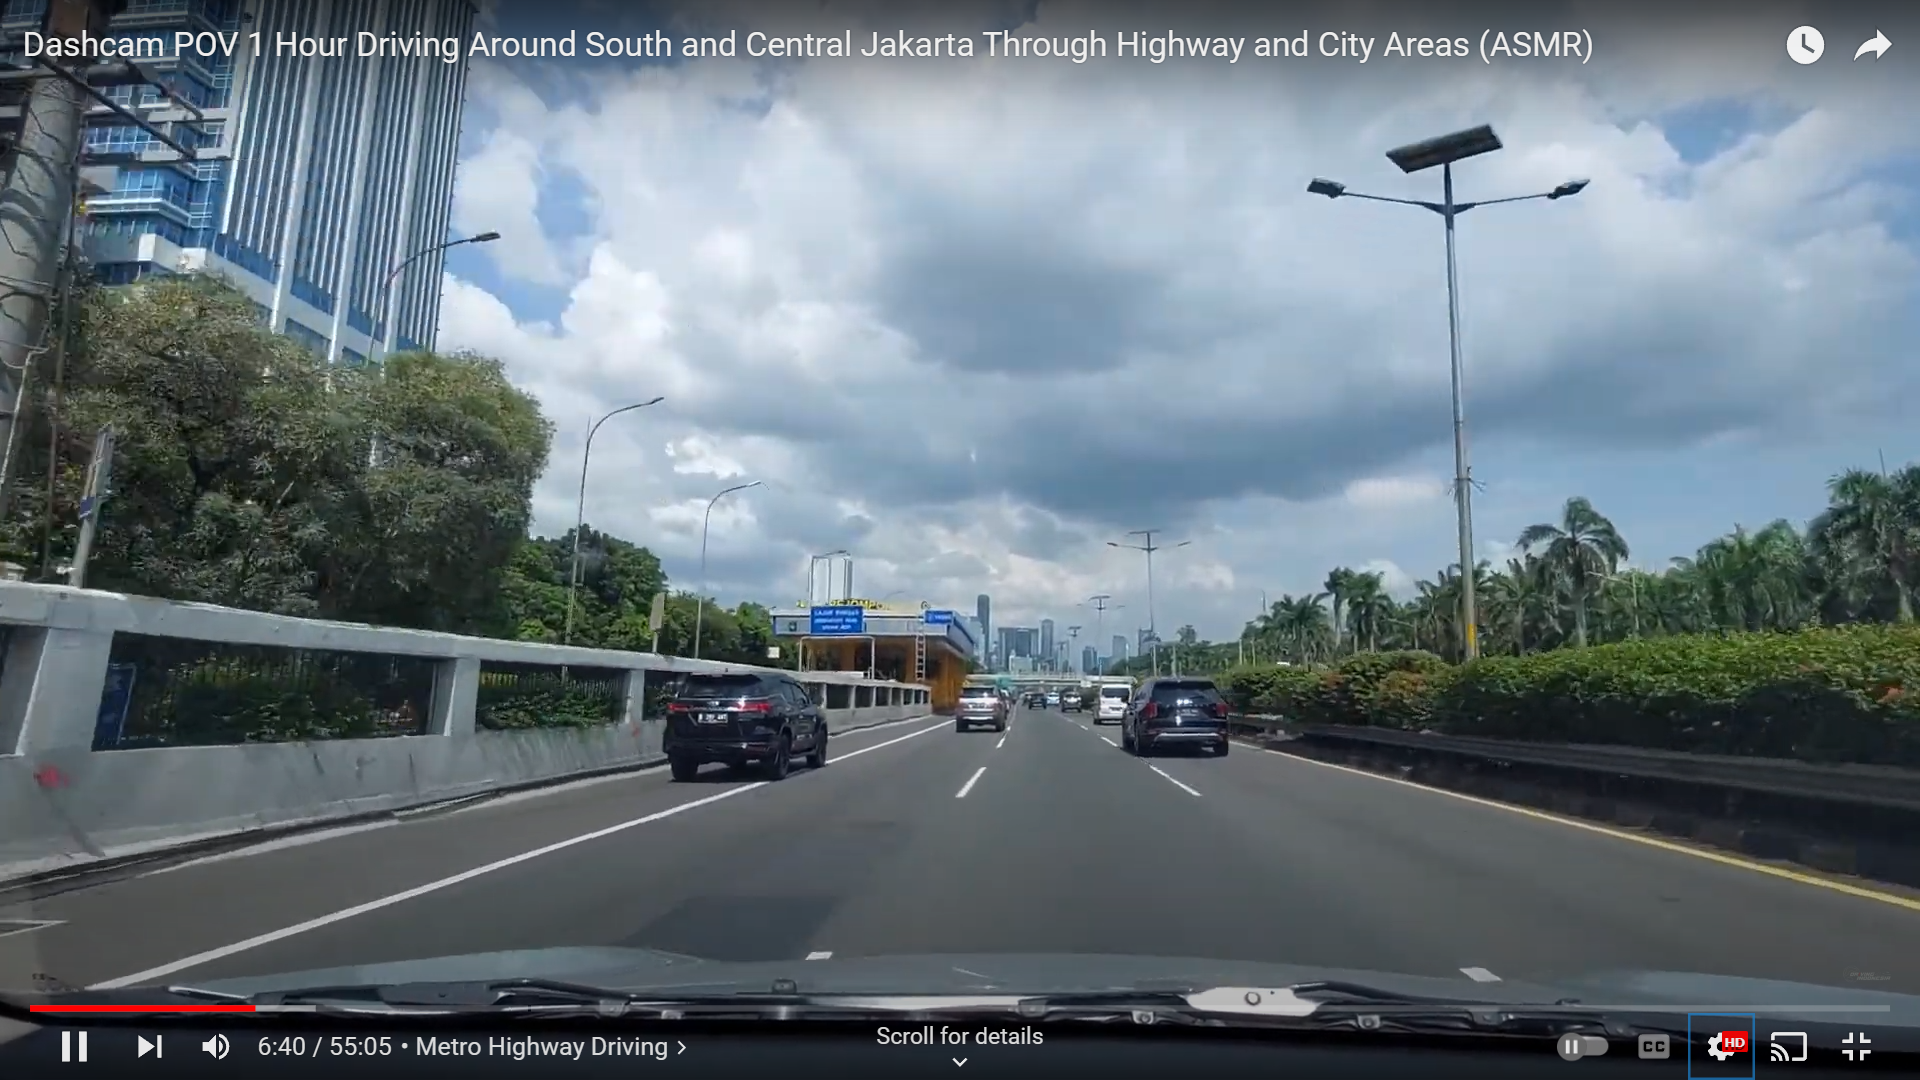 Dashcam POV 1 Hour Driving Around South and Central Jakarta Through Highway and City Areas (ASMR)
6:40 / 55:05 • Metro Highway Driving
Scroll for details
CC
HD